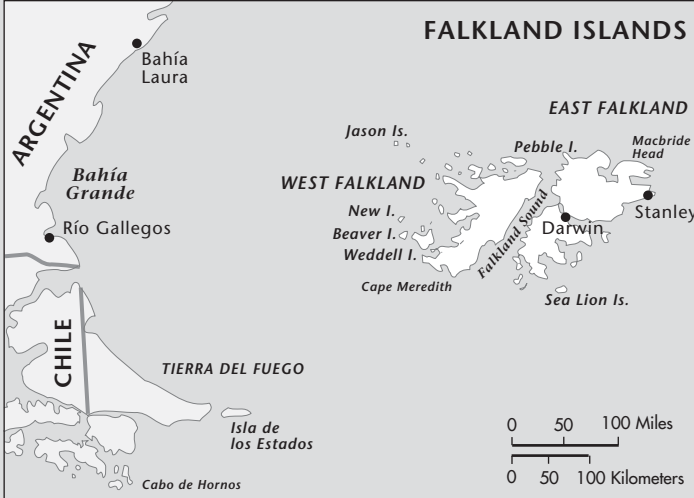 FALKLAND ISLANDS
ARGENTINA
Bahía
Laura
Bahía
Grande
Río Gallegos
CHILE
TIERRA DEL FUEGO
Isla de
los Estados
Cabo de Hornos
Jason Is.
WEST FALKLAND
New I.
Beaver I.
Weddell I.
Cape Meredith
Falkland Sound
EAST FALKLAND
Pebble I.
Macbride
Head
Stanley
Darwin
Sea Lion Is.
0 50 100 Miles
0 50 100 Kilometers